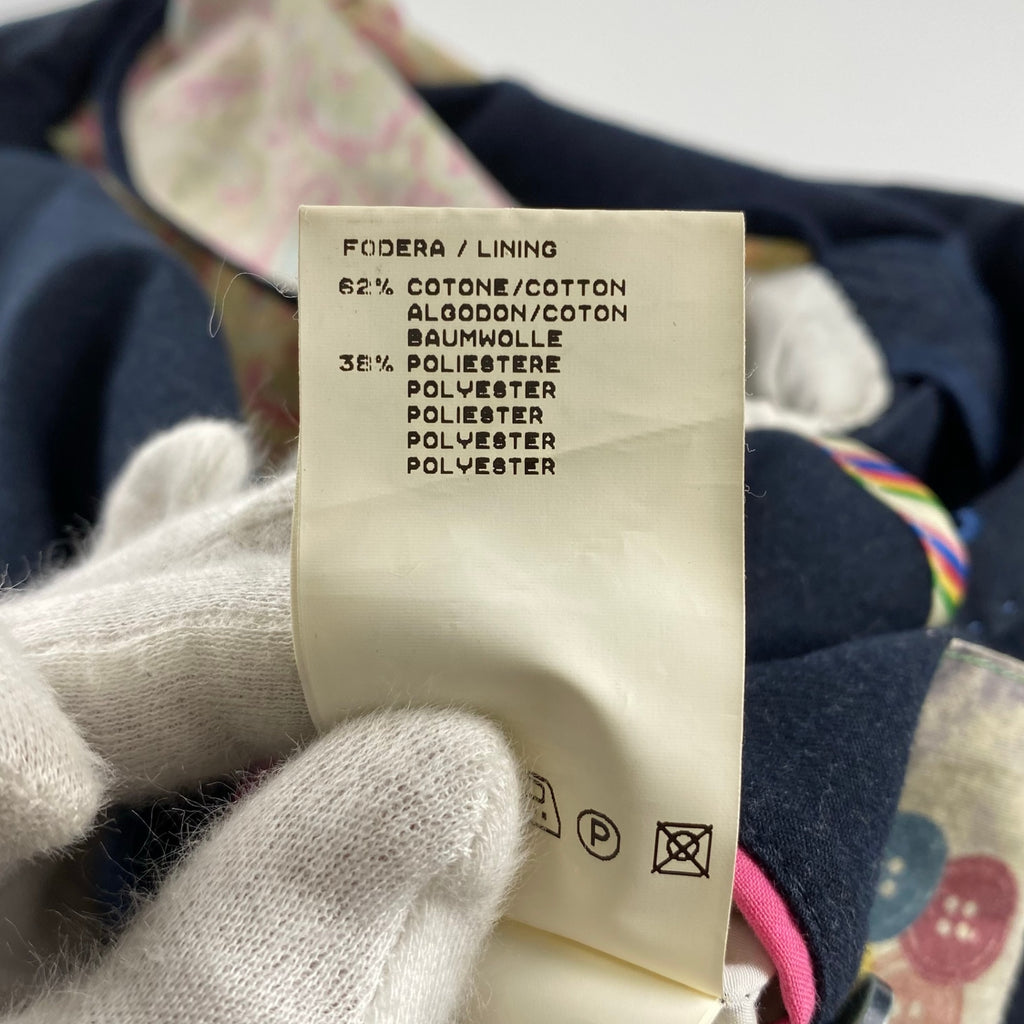 FODERA / LINING
62% COTONE/COTTON
ALGODON/COTON
BAUMWOLLE
38% POLIESTERE
POLYESTER
POLIESTER
POLYESTER
POLYESTER
P